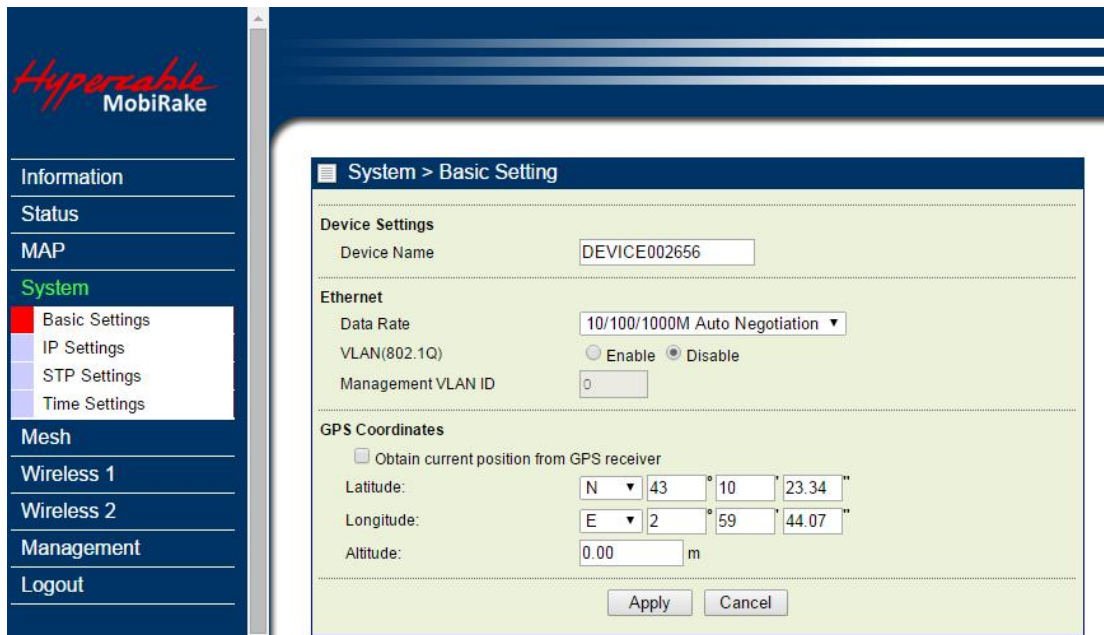 Hypercable
MobiRake
Information
Status
MAP
System
Basic Settings
IP Settings
STP Settings
Time Settings
Mesh
Wireless 1
Wireless 2
Management
Logout
System > Basic Setting
Device Settings
Device Name DEVICE002656
Ethernet
Data Rate 10/100/1000M Auto Negotiation
VLAN(802.1Q) Enable Disable
Management VLAN ID 0
GPS Coordinates
Obtain current position from GPS receiver
Latitude: N 43 ° 10 ' 23.34 "
Longitude: E 2 ° 59 ' 44.07 "
Altitude: 0.00 m
Apply Cancel